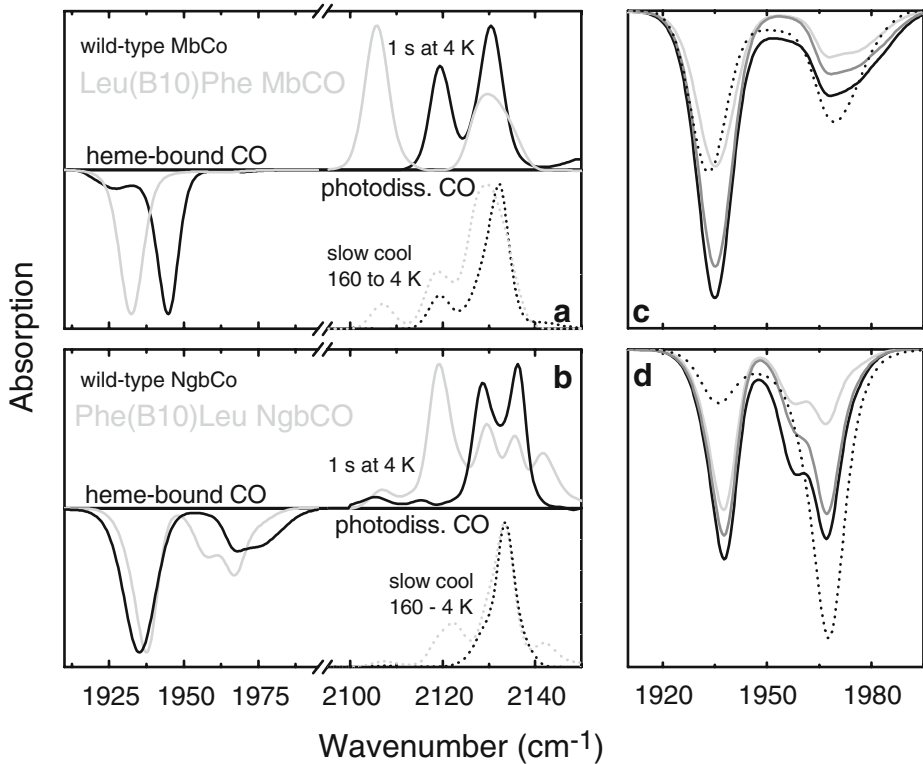 wild-type MbCo
Leu(B10)Phe MbCO
1 s at 4 K
heme-bound CO
photodiss. CO
slow cool
160 to 4 K
a
c
wild-type NgbCo
b
Phe(B10)Leu NgbCO
1 s at 4 K
heme-bound CO
photodiss. CO
slow cool
160 - 4 K
d
Absorption
1925 1950 1975 2100 2120 2140 1920 1950 1980
Wavenumber (cm-1)